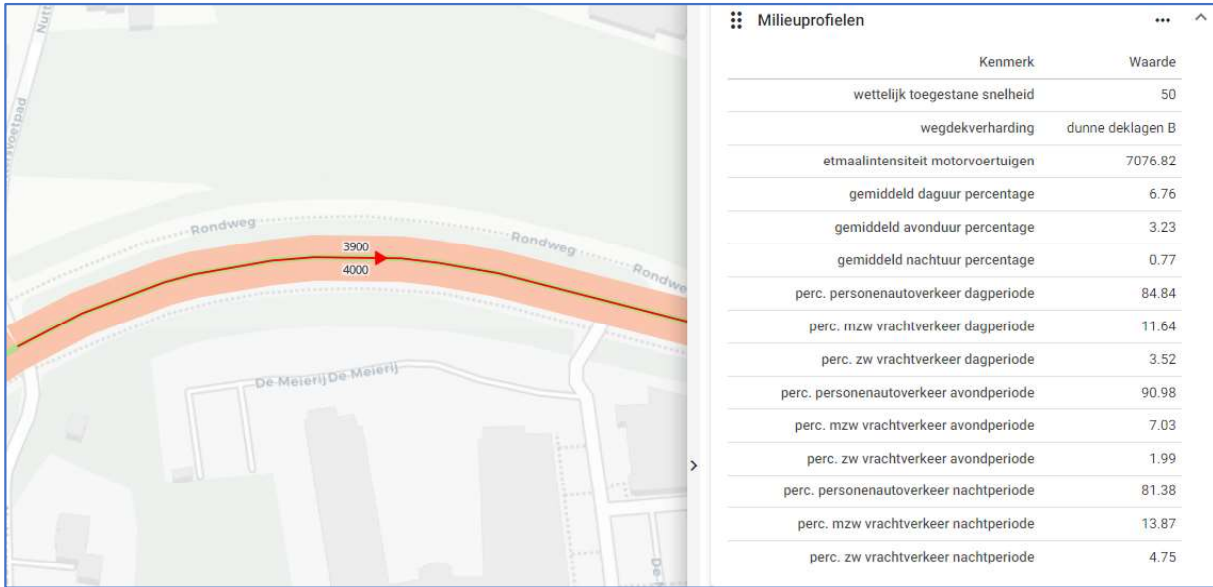 Nutt
tsvoetpad
Rondweg
Rondweg
Rondwe
3900
4000
De Meierij De Meierij
De M
Milieuprofielen
Kenmerk Waarde
wettelijk toegestane snelheid 50
wegdekverharding dunne deklagen B
etmaalintensiteit motorvoertuigen 7076.82
gemiddeld daguur percentage 6.76
gemiddeld avonduur percentage 3.23
gemiddeld nachtuur percentage 0.77
perc. personenautoverkeer dagperiode 84.84
perc. mzw vrachtverkeer dagperiode 11.64
perc. zw vrachtverkeer dagperiode 3.52
perc. personenautoverkeer avondperiode 90.98
perc. mzw vrachtverkeer avondperiode 7.03
perc. zw vrachtverkeer avondperiode 1.99
perc. personenautoverkeer nachtperiode 81.38
perc. mzw vrachtverkeer nachtperiode 13.87
perc. zw vrachtverkeer nachtperiode 4.75